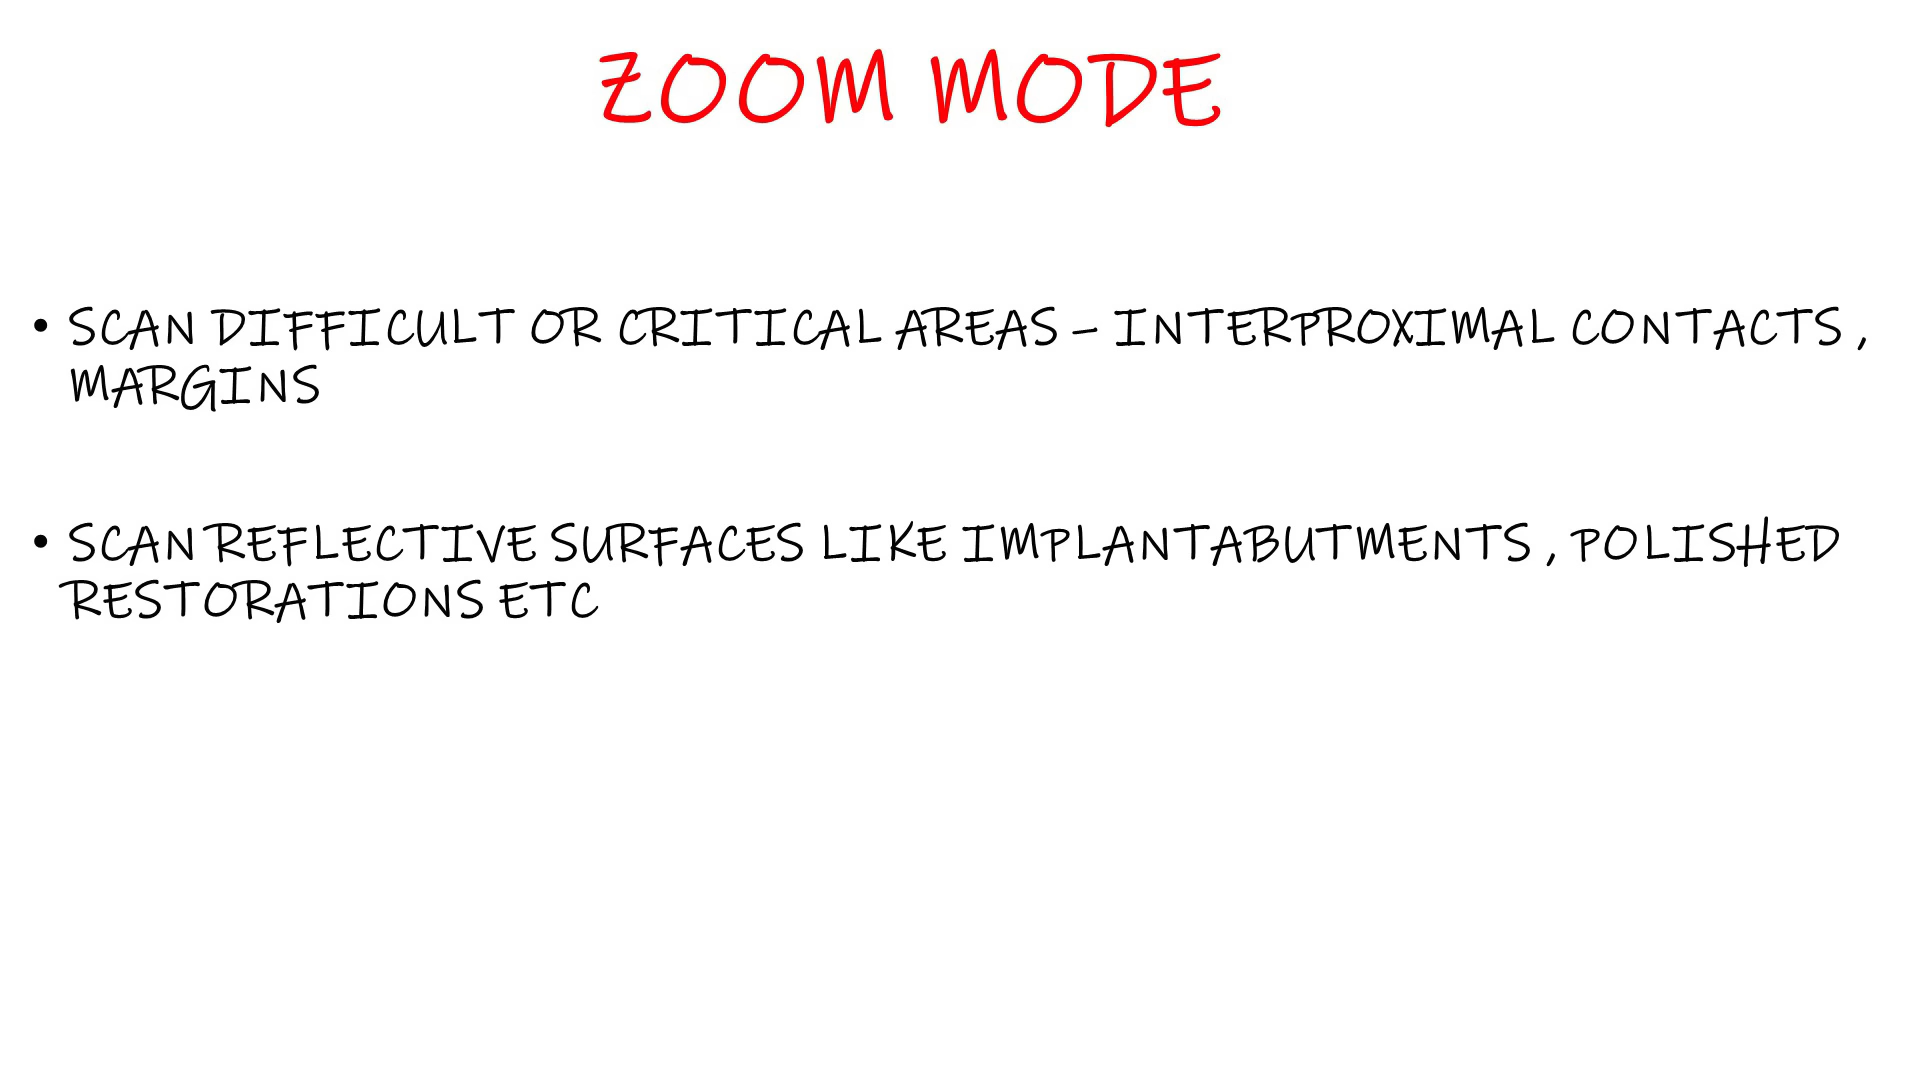 ZOOM MODE
• SCAN DIFFICULT OR CRITICAL AREAS – INTERPROXIMAL CONTACTS ,
MARGINS
• SCAN REFLECTIVE SURFACES LIKE IMPLANTABUTMENTS , POLISHED
RESTORATIONS ETC